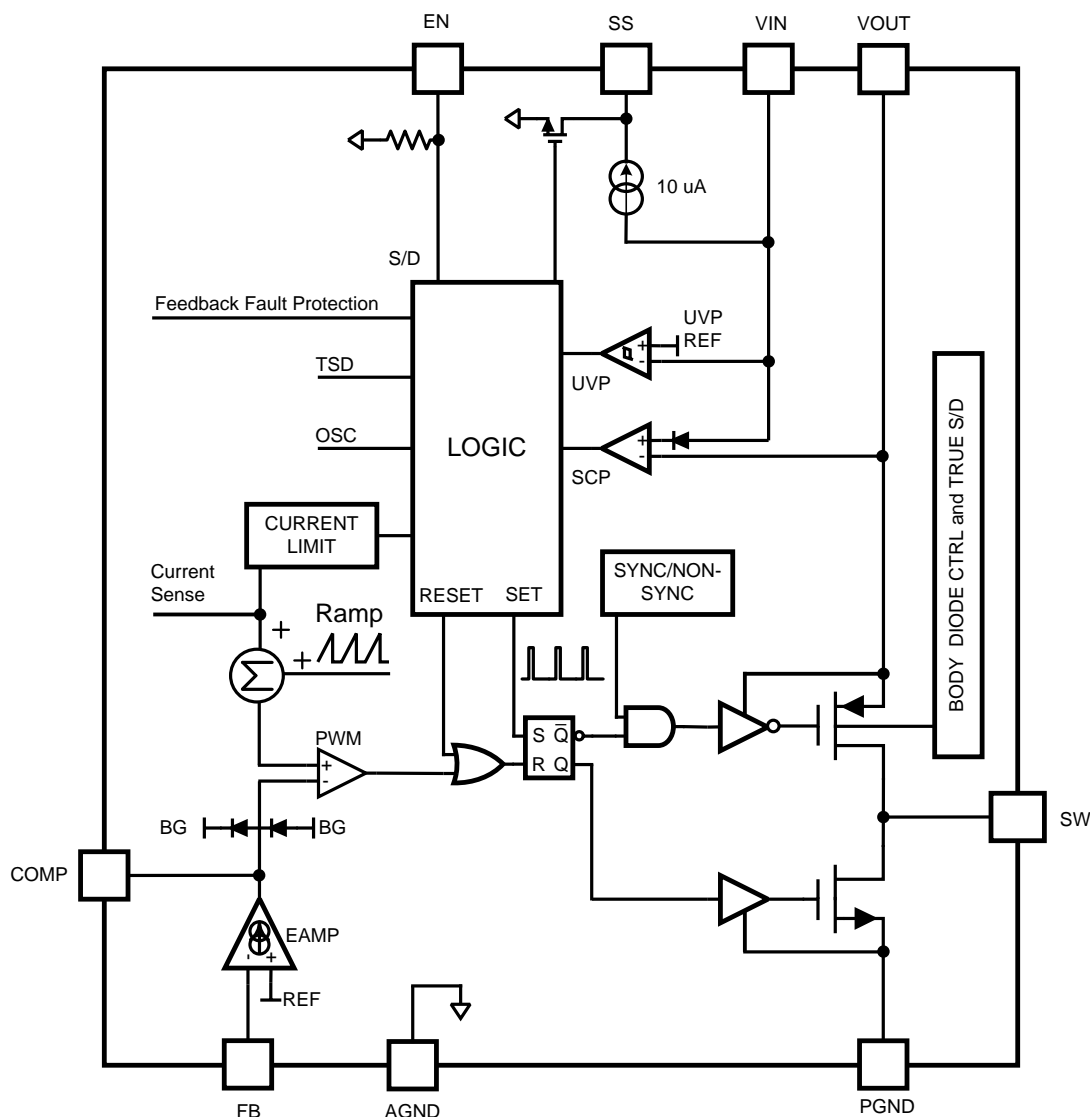 EN
SS
VIN
VOUT
10 uA
S/D
Feedback Fault Protection
UVP
REF
+
-
TSD
UVP
OSC
LOGIC
+
-
SCP
BODY DIODE CTRL and TRUE S/D
CURRENT
LIMIT
Current
Sense
RESET
SET
SYNC/NON-
SYNC
+
Ramp
+
Σ
S Q̅
R Q
PWM
+
-
BG
BG
SW
COMP
EAMP
- +
REF
FB
AGND
PGND